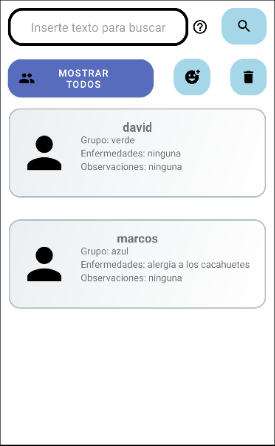 Inserte texto para buscar
MOSTRAR
TODOS
david
Grupo: verde
Enfermedades: ninguna
Observaciones: ninguna
marcos
Grupo: azul
Enfermedades: alergia a los cacahuetes
Observaciones: ninguna